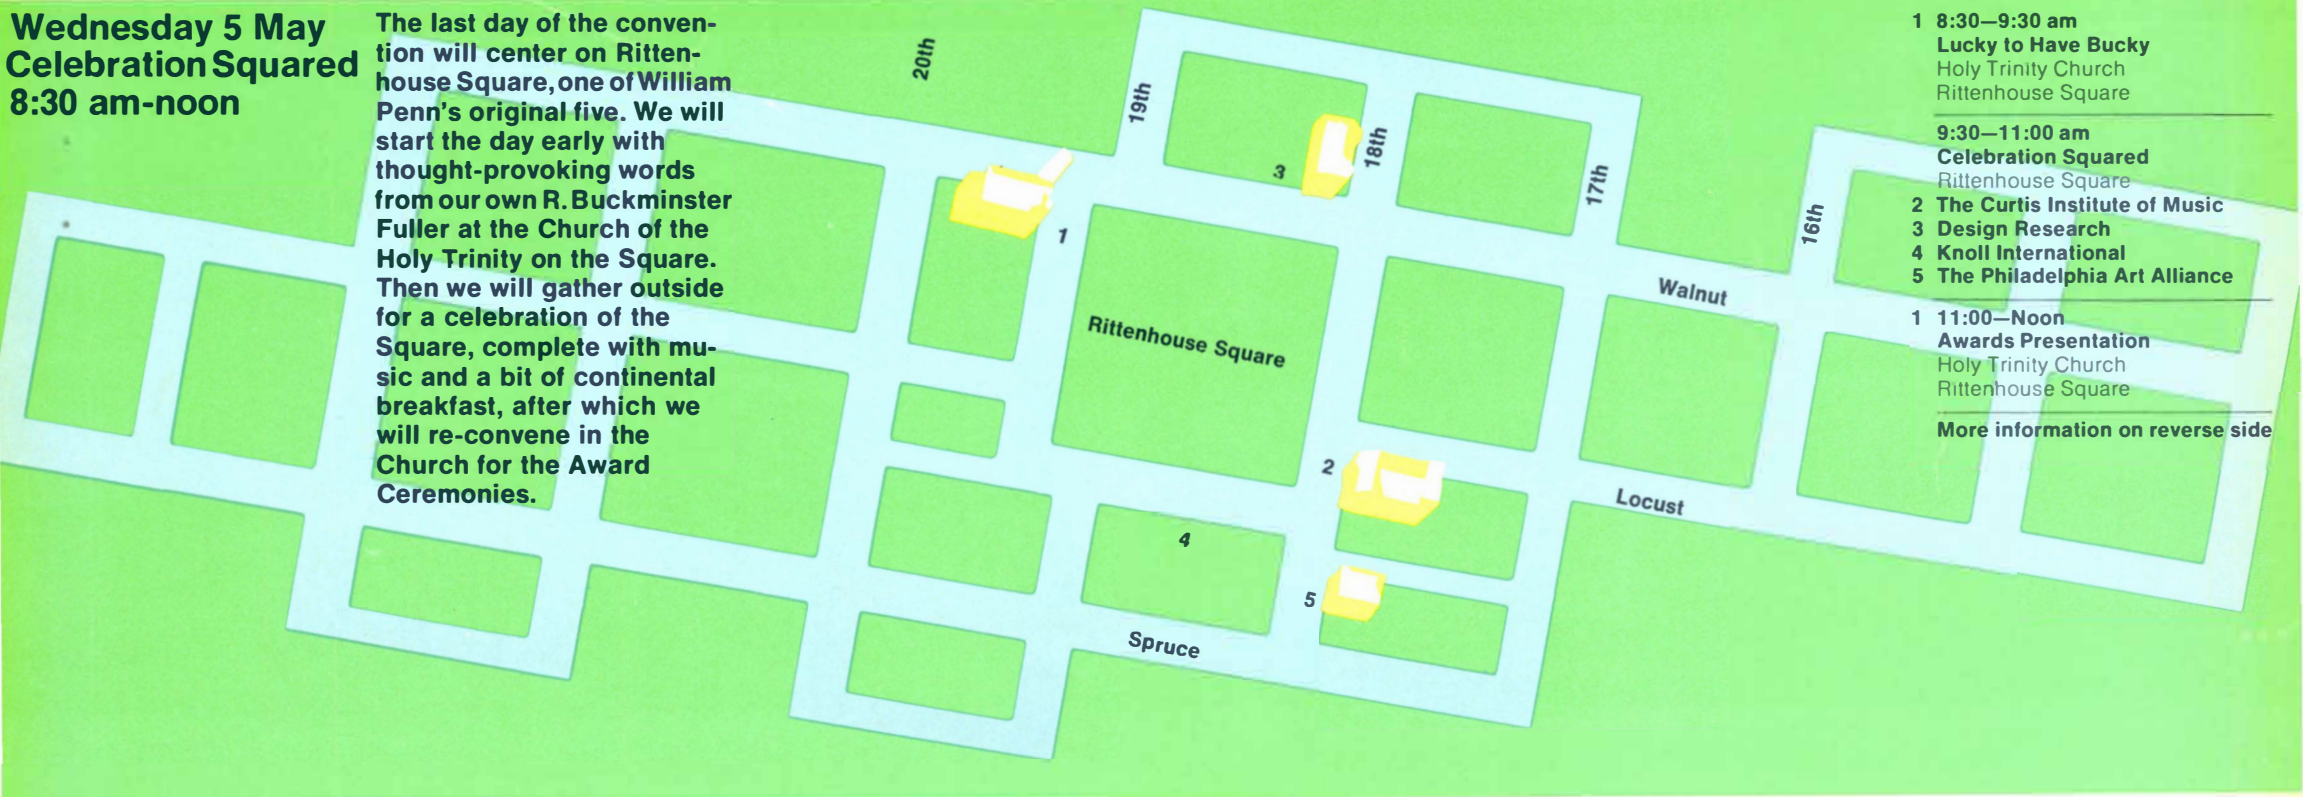 Wednesday 5 May
Celebration Squared
8:30 am-noon
The last day of the conven-
tion will center on Ritten-
house Square, one of William
Penn's original five. We will
start the day early with
thought-provoking words
from our own R. Buckminster
Fuller at the Church of the
Holy Trinity on the Square.
Then we will gather outside
for a celebration of the
Square, complete with mu-
sic and a bit of continental
breakfast, after which we
will re-convene in the
Church for the Award
Ceremonies.
20th
19th
18th
17th
16th
3
1
Walnut
Rittenhouse Square
2
Locust
4
5
Spruce
1 8:30—9:30 am
Lucky to Have Bucky
Holy Trinity Church
Rittenhouse Square
9:30—11:00 am
Celebration Squared
Rittenhouse Square
2 The Curtis Institute of Music
3 Design Research
4 Knoll International
5 The Philadelphia Art Alliance
1 11:00—Noon
Awards Presentation
Holy Trinity Church
Rittenhouse Square
More information on reverse side